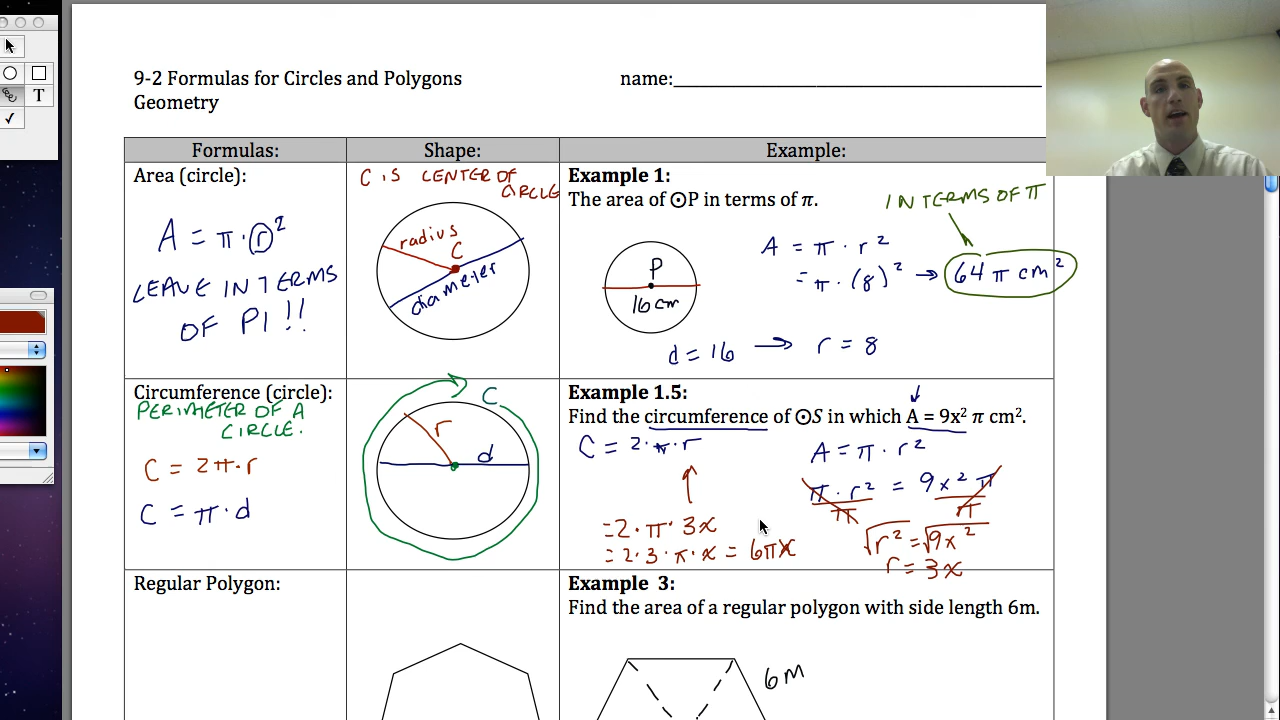 9-2 Formulas for Circles and Polygons
name:
Geometry
T
Formulas:
Shape:
Example:
Area (circle):
A = π · r²
LEAVE IN TERMS
OF PI!!
C IS CENTER OF
CIRCLE
radius
C
diameter
Example 1:
The area of ⊙P in terms of π.
IN TERMS OF π
P
16cm
A = π · r²
= π · (8)² → 64 π cm²
d = 16 → r = 8
Circumference (circle):
PERIMETER OF A
CIRCLE.
C = 2π·r
C = π·d
C
r
d
Example 1.5:
Find the circumference of ⊙S in which A = 9x² π cm².
C = 2·π·r
= 2·π·3x
= 2·3·π·x = 6πx
A = π · r²
π · r² = 9x² π
π π
√r² = √9x²
r = 3x
Regular Polygon:
Example 3:
Find the area of a regular polygon with side length 6m.
6m